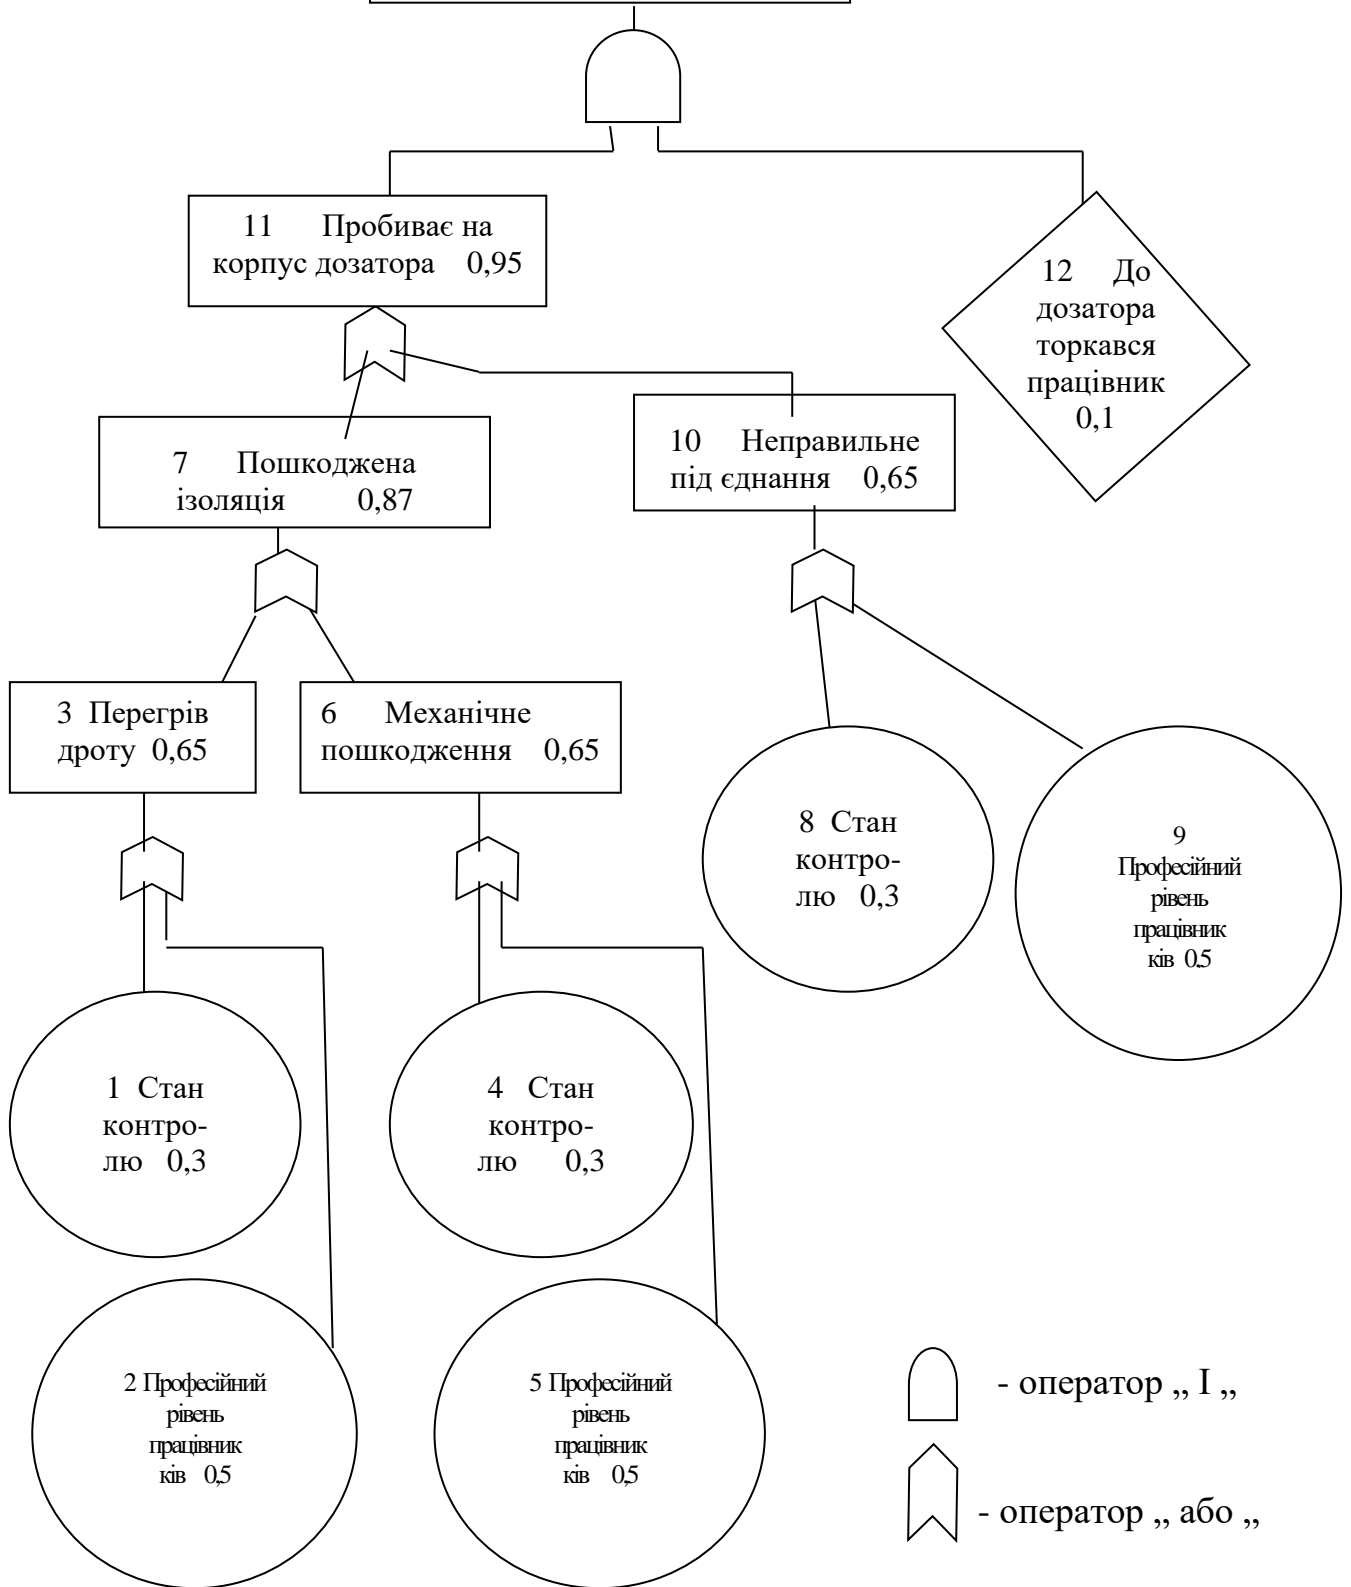 11 Пробиває на
корпус дозатора 0,95
12 До
дозатора
торкався
працівник
0,1
7 Пошкоджена
ізоляція 0,87
10 Неправильне
під єднання 0,65
3 Перегрів
дроту 0,65
6 Механічне
пошкодження 0,65
8 Стан
контро-
лю 0,3
9
Професійний
рівень
працівник
ків 0,5
1 Стан
контро-
лю 0,3
4 Стан
контро-
лю 0,3
2 Професійний
рівень
працівник
ків 0,5
5 Професійний
рівень
працівник
ків 0,5
- оператор „ І „
- оператор „ або „